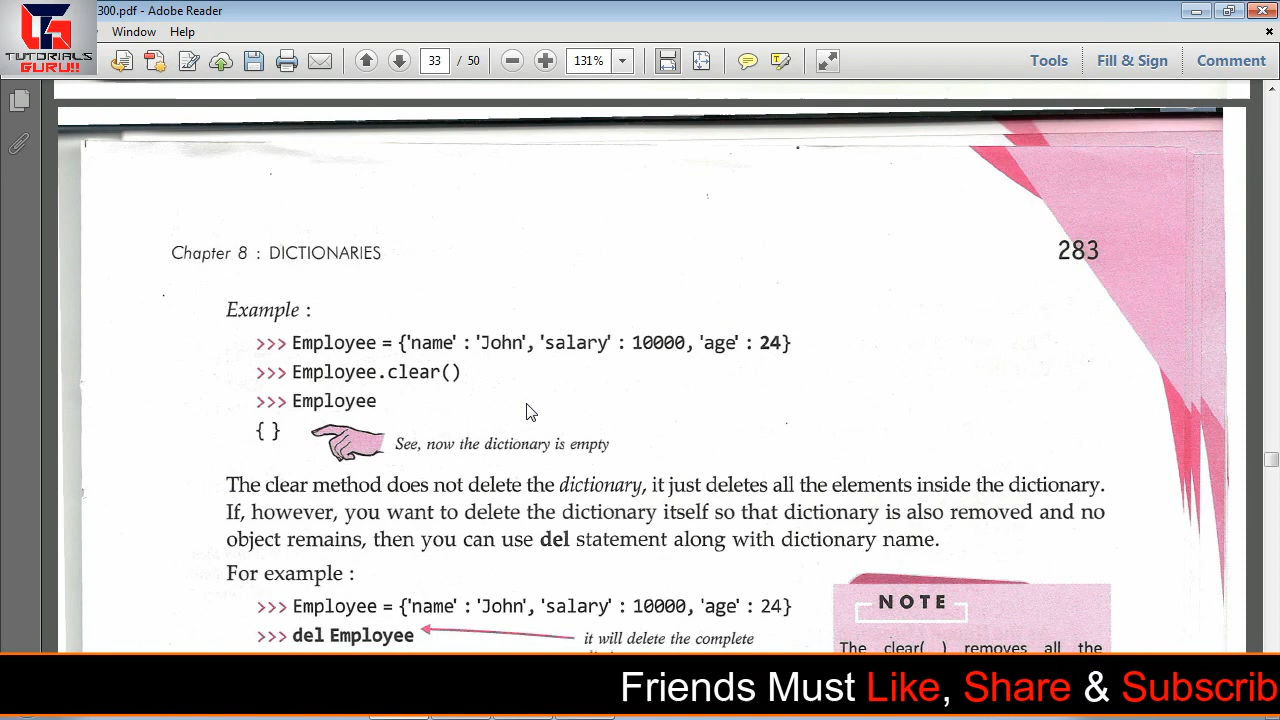 300.pdf - Adobe Reader
Window Help
TUTORIALS
GURU!!
33 / 50
131%
Tools
Fill & Sign
Comment
Chapter 8 : DICTIONARIES
283
Example :
>>> Employee = {'name' : 'John', 'salary' : 10000, 'age' : 24}
>>> Employee.clear()
>>> Employee
{ }
See, now the dictionary is empty
The clear method does not delete the dictionary, it just deletes all the elements inside the dictionary.
If, however, you want to delete the dictionary itself so that dictionary is also removed and no
object remains, then you can use del statement along with dictionary name.
For example :
>>> Employee = {'name' : 'John', 'salary' : 10000, 'age' : 24}
>>> del Employee
it will delete the complete
NOTE
The clear( ) removes all the
Friends Must Like, Share & Subscrib